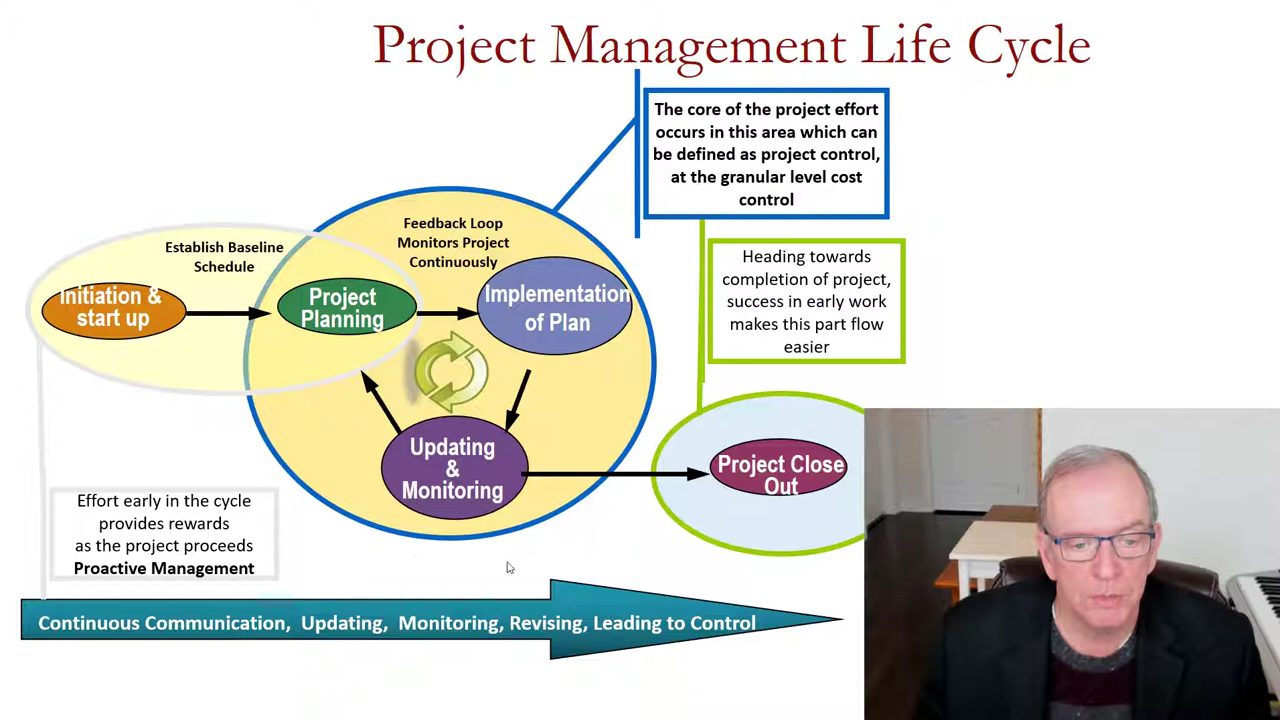 Project Management Life Cycle
The core of the project effort
occurs in this area which can
be defined as project control,
at the granular level cost
control
Feedback Loop
Monitors Project
Continuously
Establish Baseline
Schedule
Heading towards
completion of project,
success in early work
makes this part flow
easier
Initiation &
start up
Project
Planning
Implementation
of Plan
Updating
&
Monitoring
Project Close
Out
Effort early in the cycle
provides rewards
as the project proceeds
Proactive Management
Continuous Communication, Updating, Monitoring, Revising, Leading to Control